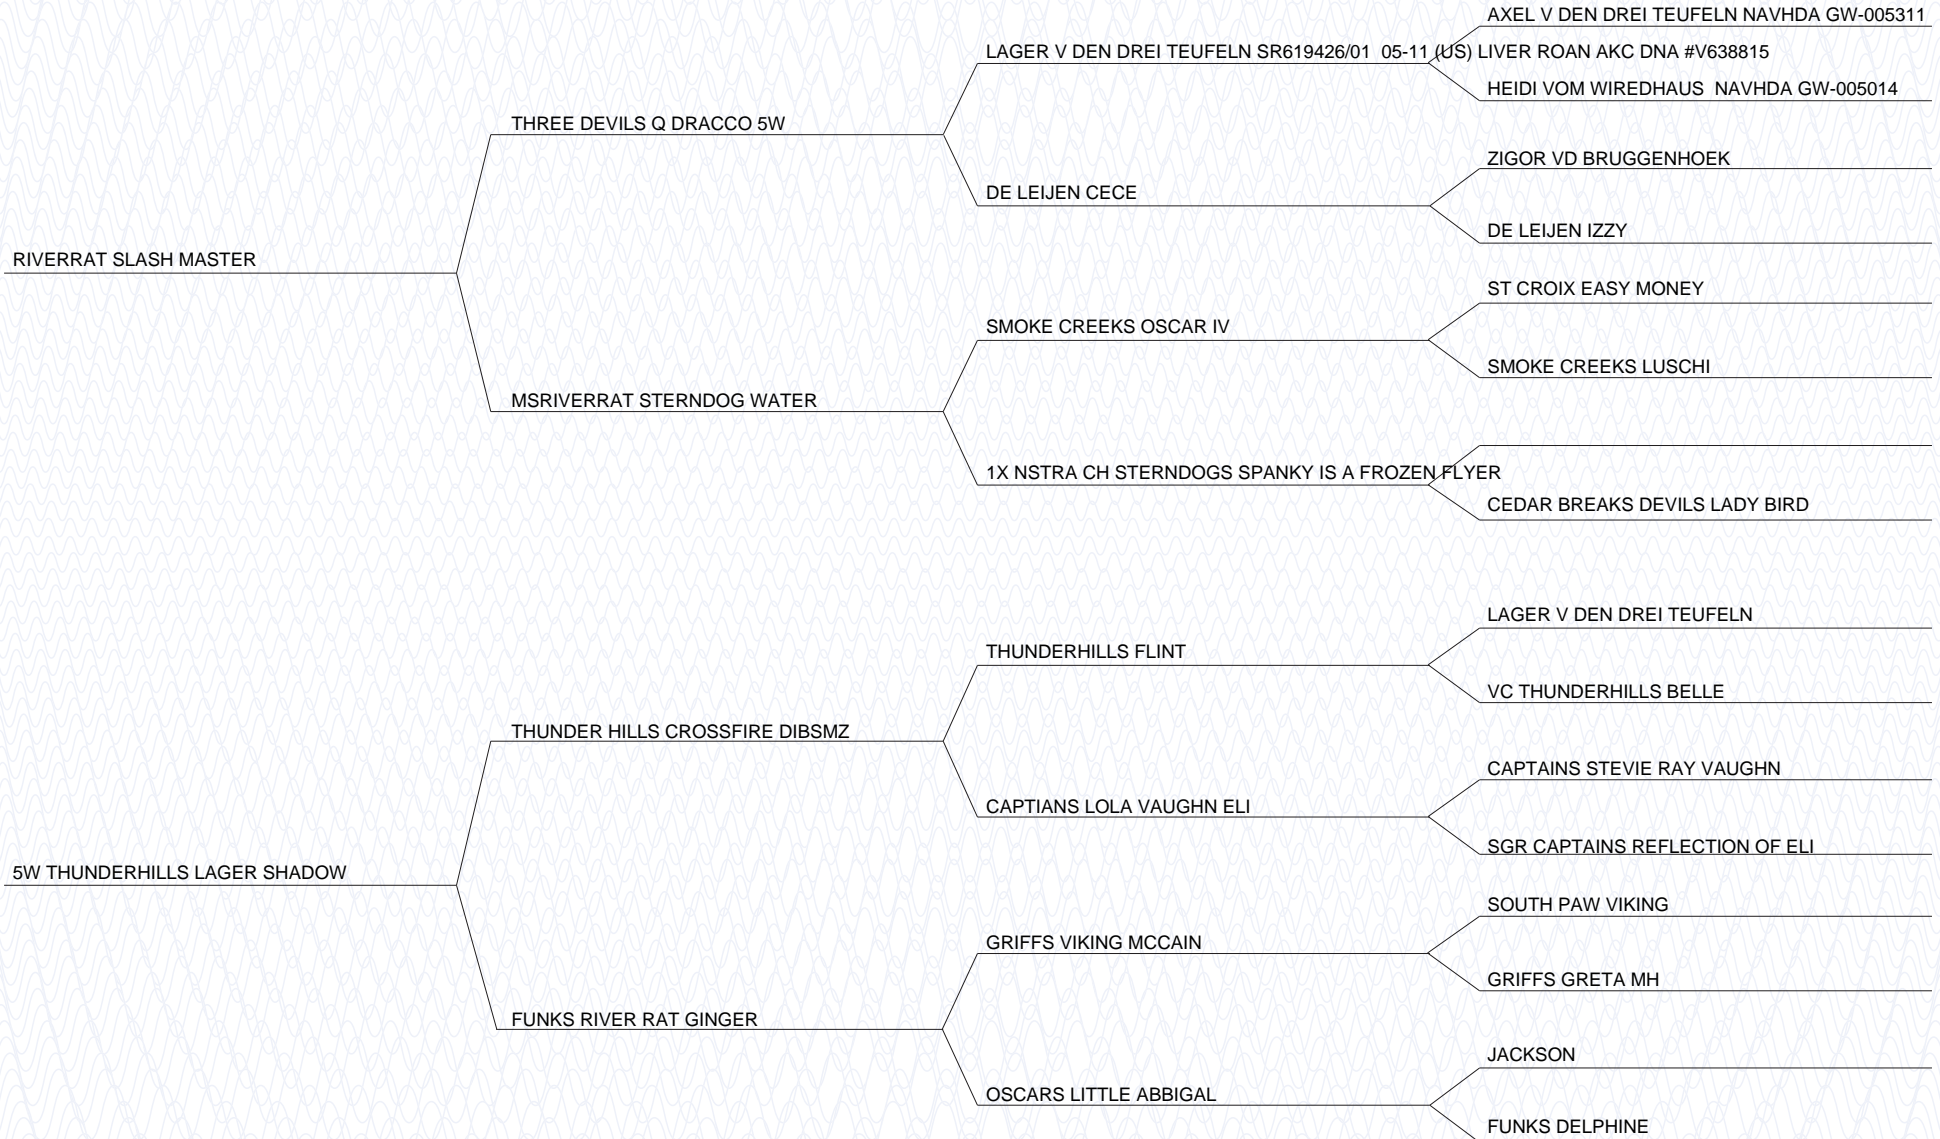 AXEL V DEN DREI TEUFELN NAVHDA GW-005311
LAGER V DEN DREI TEUFELN SR619426/01  05-11 (US) LIVER ROAN AKC DNA #V638815
HEIDI VOM WIREDHAUS  NAVHDA GW-005014
THREE DEVILS Q DRACCO 5W
ZIGOR VD BRUGGENHOEK
DE LEIJEN CECE
DE LEIJEN IZZY
RIVERRAT SLASH MASTER
ST CROIX EASY MONEY
SMOKE CREEKS OSCAR IV
SMOKE CREEKS LUSCHI
MSRIVERRAT STERNDOG WATER
1X NSTRA CH STERNDOGS SPANKY IS A FROZEN FLYER
CEDAR BREAKS DEVILS LADY BIRD
LAGER V DEN DREI TEUFELN
THUNDERHILLS FLINT
VC THUNDERHILLS BELLE
THUNDER HILLS CROSSFIRE DIBSMZ
CAPTAINS STEVIE RAY VAUGHN
CAPTIANS LOLA VAUGHN ELI
SGR CAPTAINS REFLECTION OF ELI
5W THUNDERHILLS LAGER SHADOW
SOUTH PAW VIKING
GRIFFS VIKING MCCAIN
GRIFFS GRETA MH
FUNKS RIVER RAT GINGER
JACKSON
OSCARS LITTLE ABBIGAL
FUNKS DELPHINE